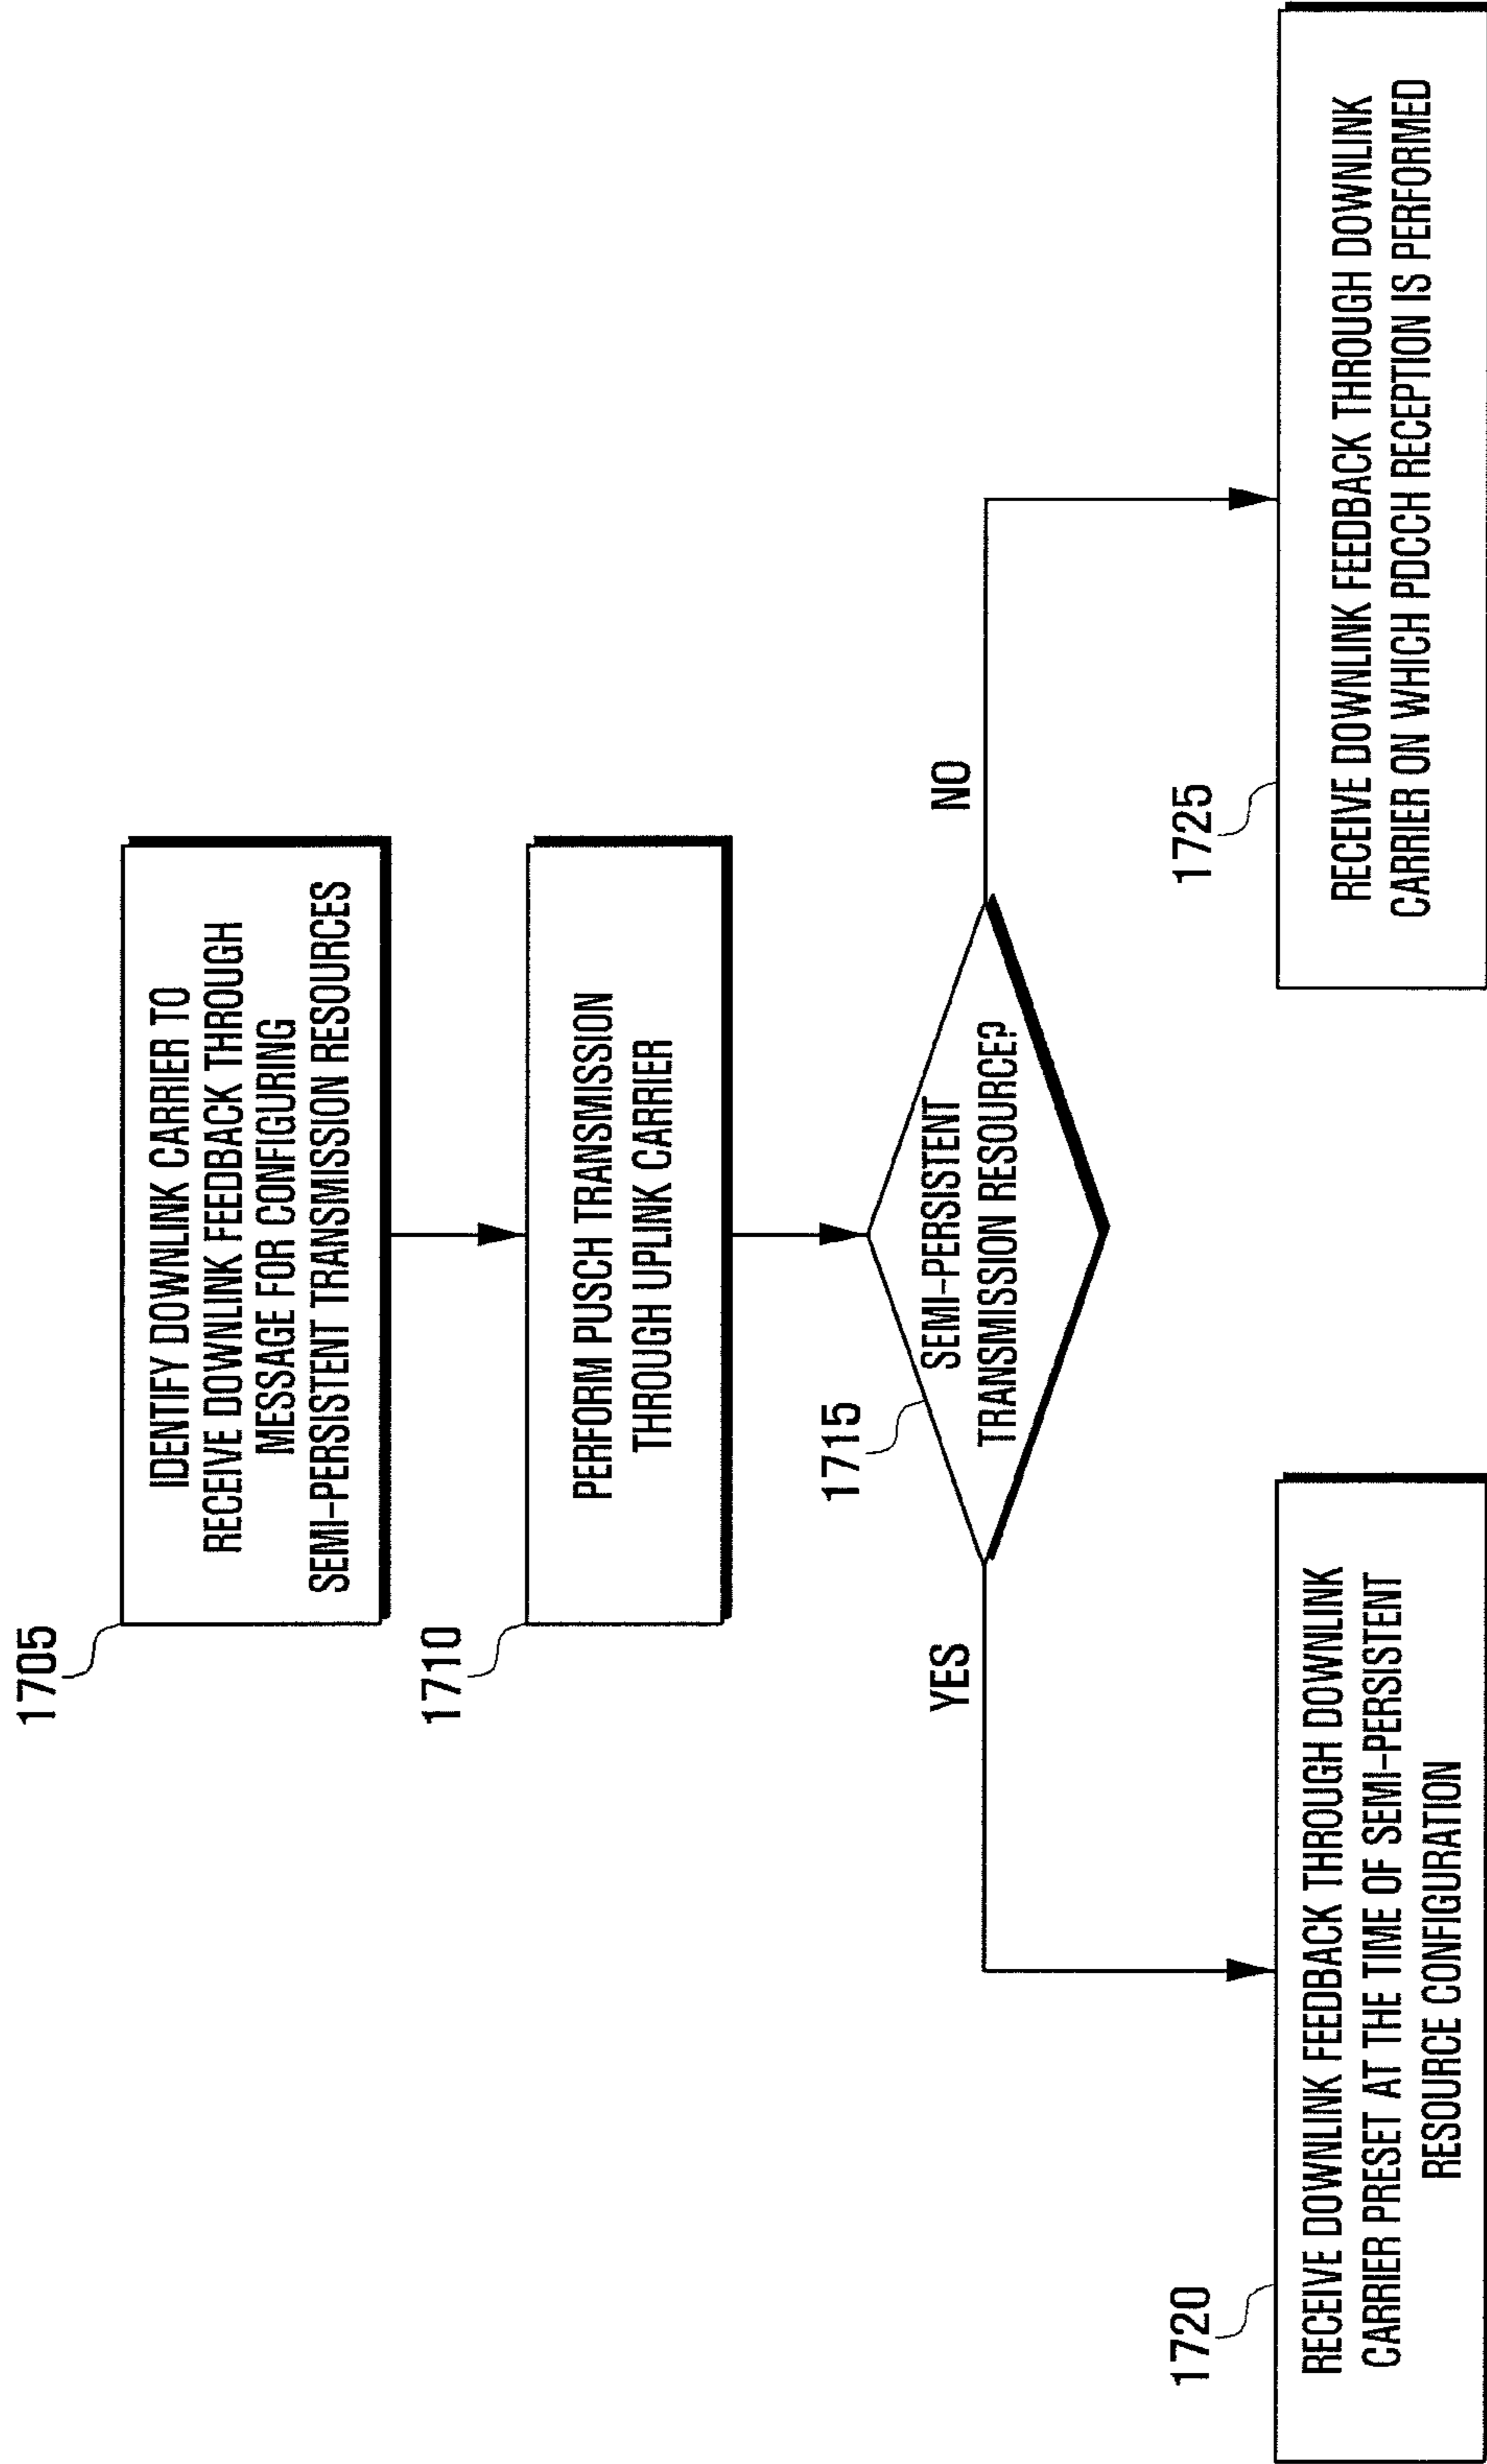 1705
IDENTIFY DOWNLINK CARRIER TO
RECEIVE DOWNLINK FEEDBACK THROUGH
MESSAGE FOR CONFIGURING
SEMI-PERSISTENT TRANSMISSION RESOURCES
1710
PERFORM PUSCH TRANSMISSION
THROUGH UPLINK CARRIER
1715
SEMI-PERSISTENT
TRANSMISSION RESOURCE?
YES
NO
1720
RECEIVE DOWNLINK FEEDBACK THROUGH DOWNLINK
CARRIER PRESET AT THE TIME OF SEMI-PERSISTENT
RESOURCE CONFIGURATION
1725
RECEIVE DOWNLINK FEEDBACK THROUGH DOWNLINK
CARRIER ON WHICH PDCCH RECEPTION IS PERFORMED